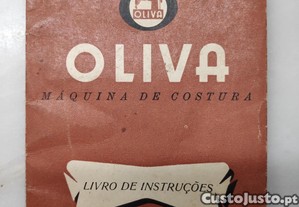 OLIVA
OLIVA
MÁQUINA DE COSTURA
LIVRO DE INSTRUÇÕES
CustoJusto.pt